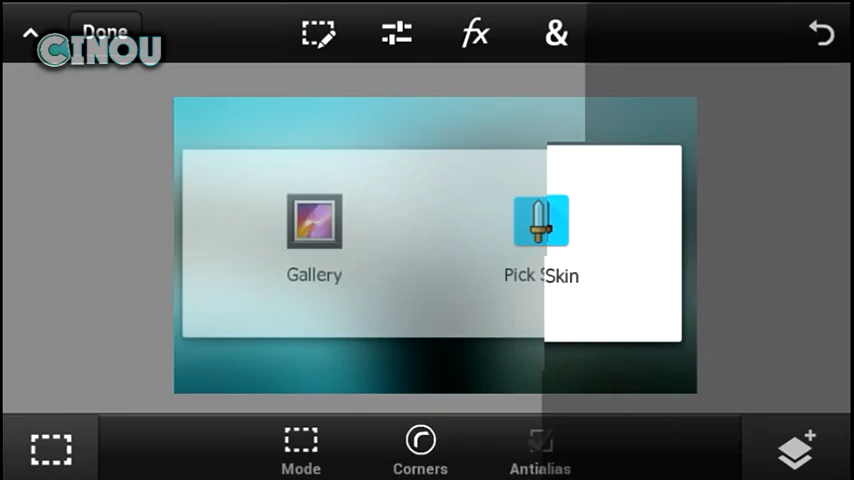 Done
CINOU
fx
&
Gallery
Pick Skin
Mode
Corners
Antialias